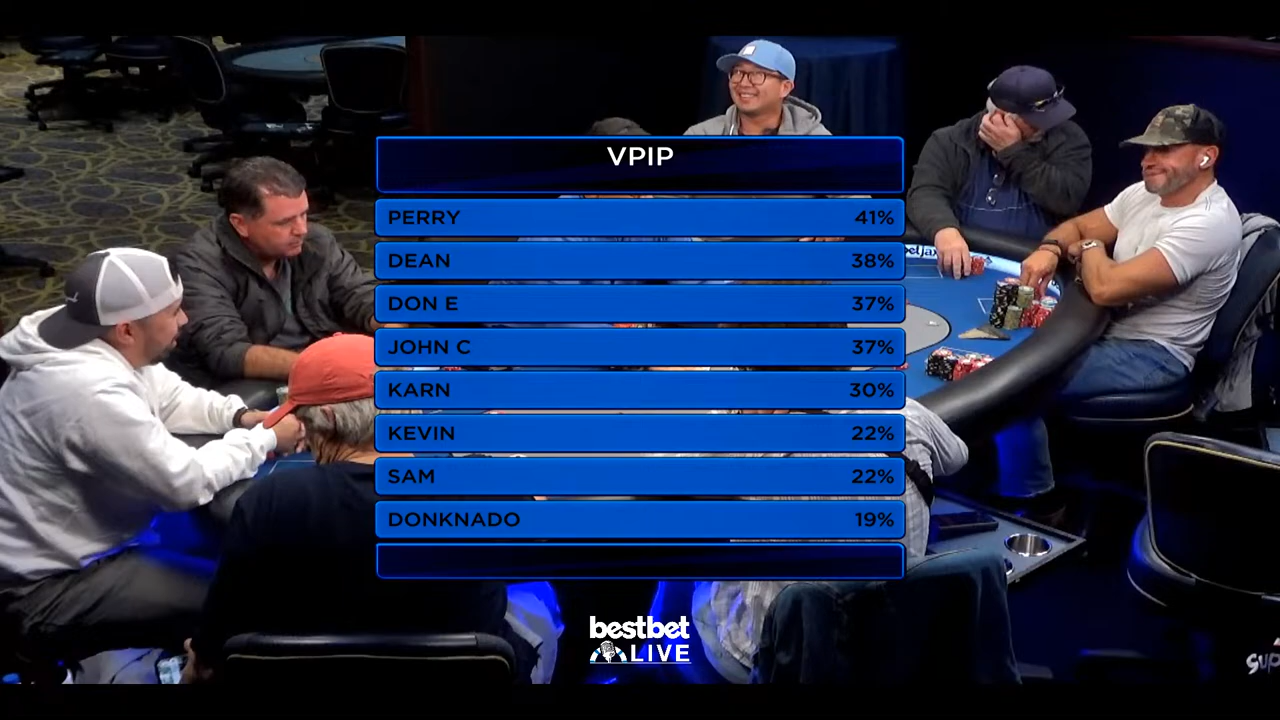 VPIP
PERRY 41%
DEAN 38%
DON E 37%
JOHN C 37%
KARN 30%
KEVIN 22%
SAM 22%
DONKNADO 19%
bestbet
LIVE